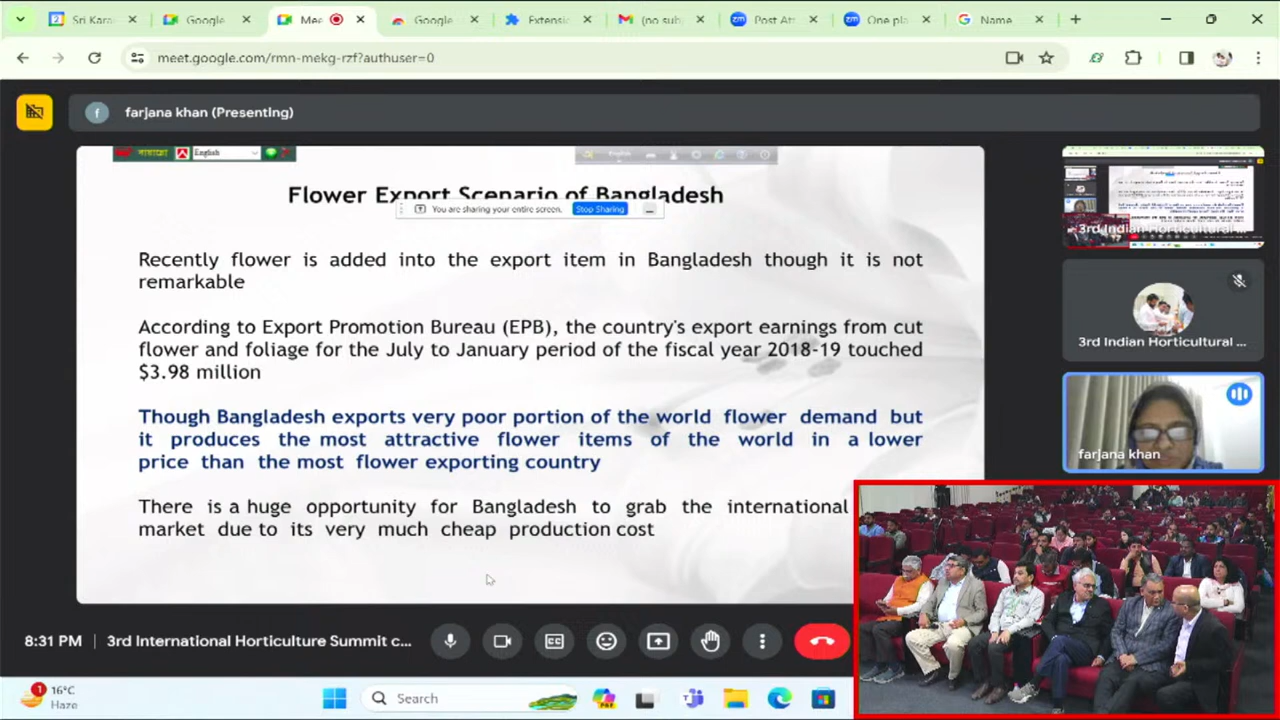 Sri Kara
Google
Mee
Google
Extensio
(no sub
Post At
One pla
Name
meet.google.com/rmn-mekg-rzf?authuser=0
f
farjana khan (Presenting)
English
Flower Export Scenario of Bangladesh
You are sharing your entire screen.
Stop Sharing
Recently flower is added into the export item in Bangladesh though it is not
remarkable
According to Export Promotion Bureau (EPB), the country's export earnings from cut
flower and foliage for the July to January period of the fiscal year 2018-19 touched
$3.98 million
Though Bangladesh exports very poor portion of the world flower demand but
it produces the most attractive flower items of the world in a lower
price than the most flower exporting country
There is a huge opportunity for Bangladesh to grab the international
market due to its very much cheap production cost
3rd Indian Horticultural
3rd Indian Horticultural ...
farjana khan
8:31 PM
3rd International Horticulture Summit c...
CC
1
16°C
Haze
Search